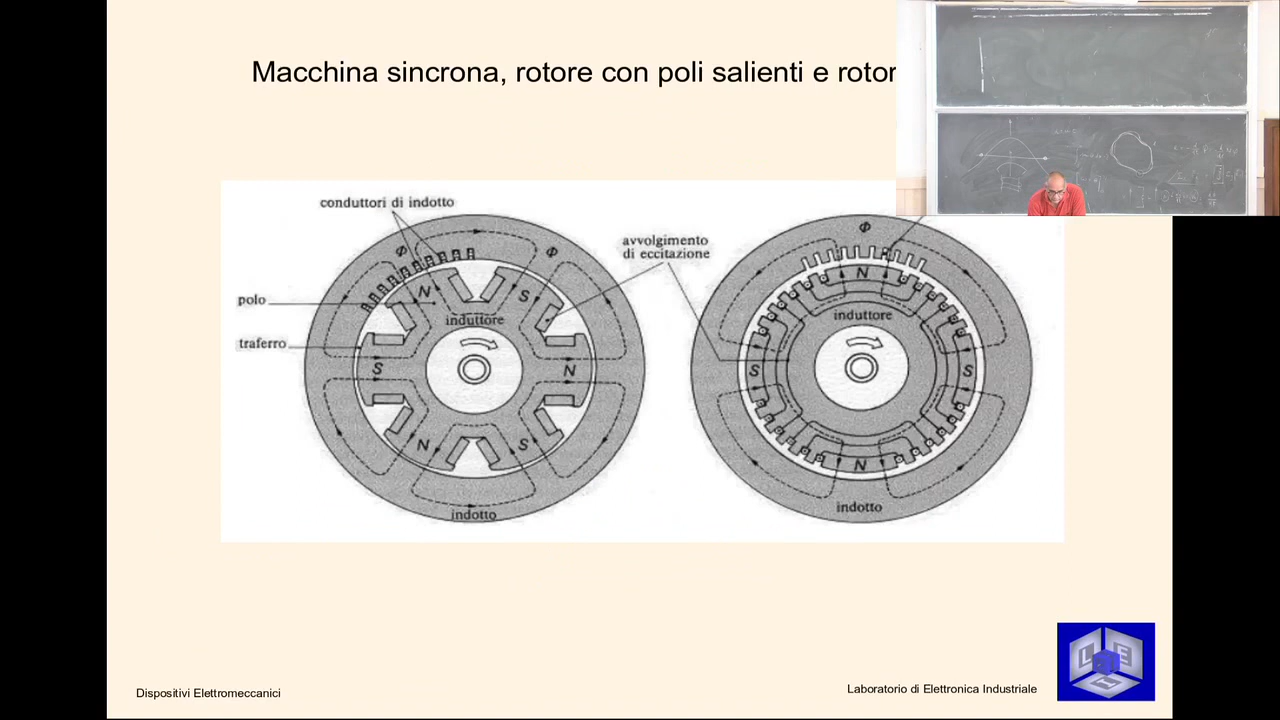 Macchina sincrona, rotore con poli salienti e rotor
conduttori di indotto
Φ
Φ
avvolgimento
di eccitazione
Φ
polo
N
S
N
induttore
induttore
traferro
S
N
S
S
N
S
N
indotto
indotto
Dispositivi Elettromeccanici
Laboratorio di Elettronica Industriale
L E I